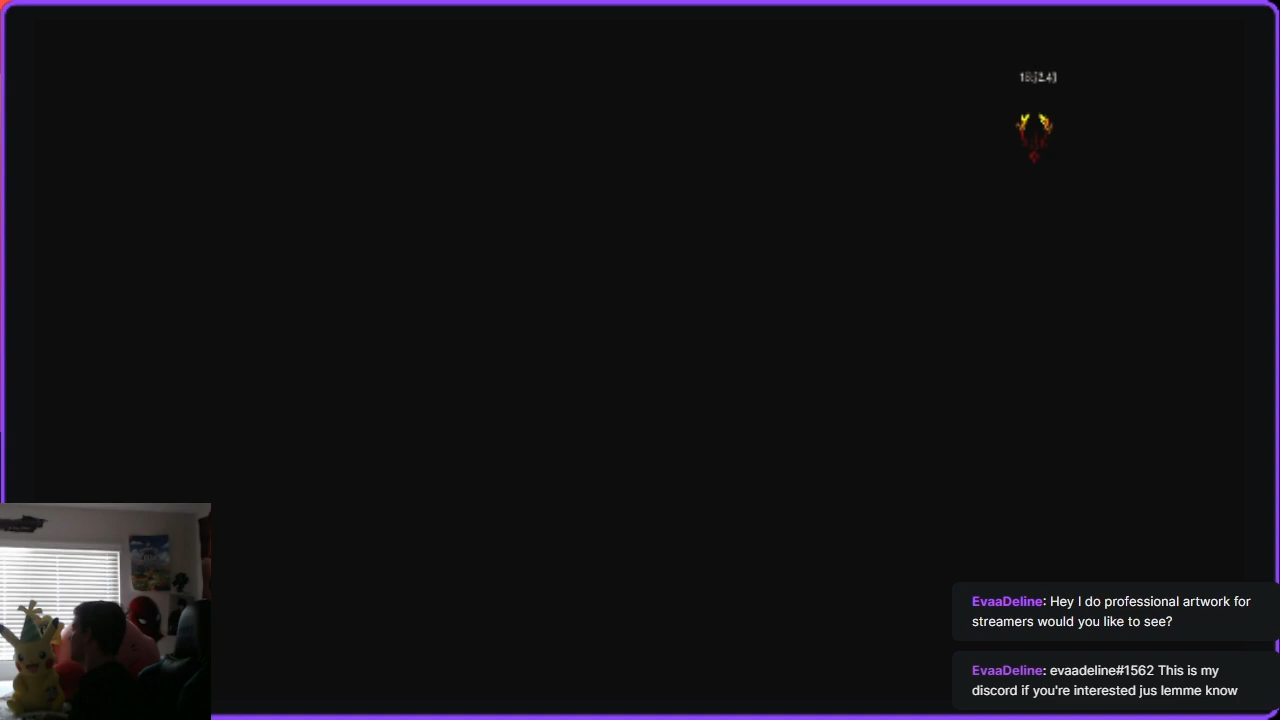 EvaaDeline: Hey I do professional artwork for
streamers would you like to see?
EvaaDeline: evaadeline#1562 This is my
discord if you're interested jus lemme know